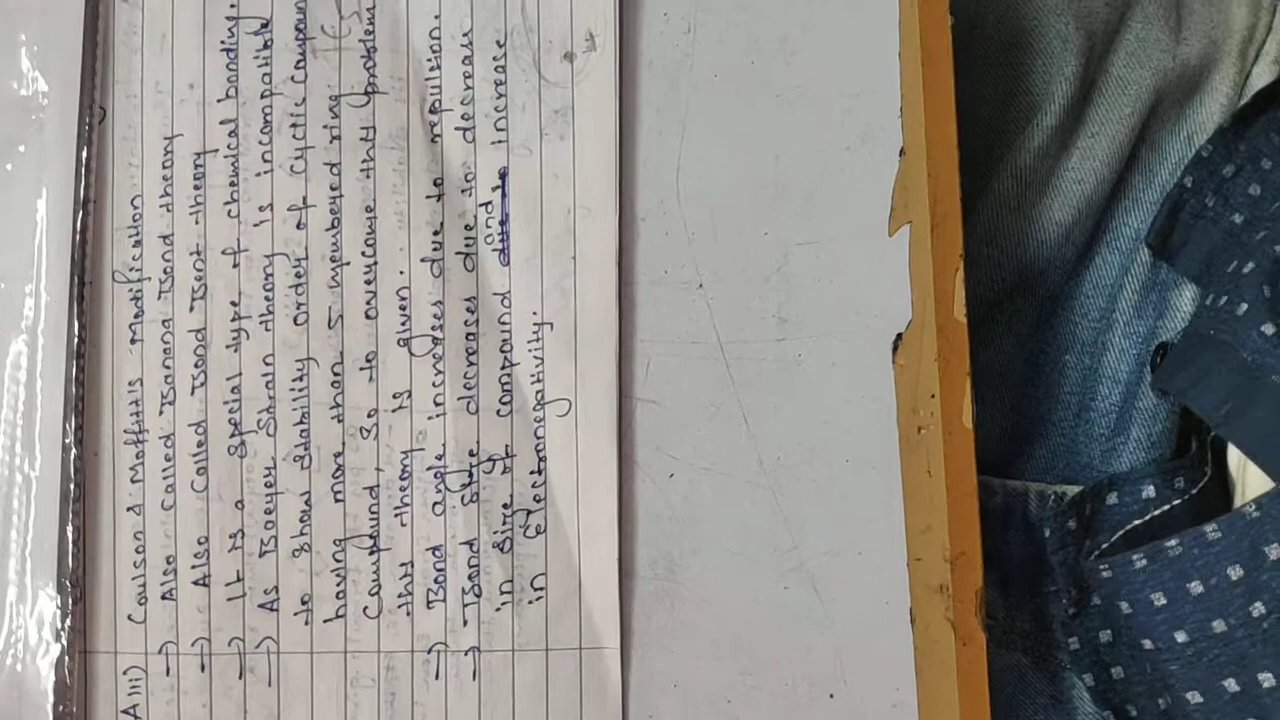 A iii) Coulson & Moffitt's Modification
→ Also Called Banana Bond theory
→ Also Called Bond Bent theory
→ It is a special type of chemical bonding.
→ As Baeyer Strain theory is incompatible
to show stability order of Cyclic Compoun
having more than 5 membered ring
Compound, so to overcome this problem
this theory is given.
→ Bond angle increases due to repulsion.
→ Bond decreases due to decrease
in size of compound and increase
in Electonegativity.